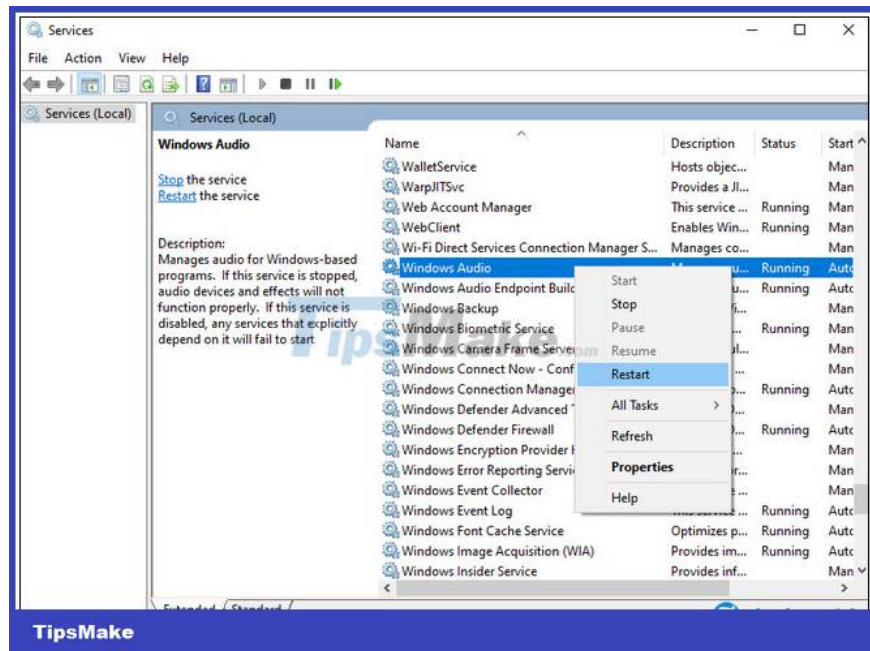 Services
File Action View Help
Services (Local)
Services (Local)
Windows Audio
Stop the service
Restart the service
Description:
Manages audio for Windows-based
programs. If this service is stopped,
audio devices and effects will not
function properly. If this service is
disabled, any services that explicitly
depend on it will fail to start
Name Description Status Start
WalletService Hosts objec... Man
WarpJITSvc Provides a JI... Man
Web Account Manager This service ... Running Man
WebClient Enables Win... Running Man
Wi-Fi Direct Services Connection Manager S... Manages co... Man
Windows Audio Running Auto
Windows Audio Endpoint Builc Running Autc
Windows Backup Man
Windows Biometric Service Running Man
Windows Camera Frame Server Man
Windows Connect Now - Conf Man
Windows Connection Manager Running Autc
Windows Defender Advanced Man
Windows Defender Firewall Running Autc
Windows Encryption Provider Man
Windows Error Reporting Servi Man
Windows Event Collector Man
Windows Event Log Running Autc
Windows Font Cache Service Optimizes p... Running Autc
Windows Image Acquisition (WIA) Provides im... Running Autc
Windows Insider Service Provides inf... Man
Start
Stop
Pause
Resume
Restart
All Tasks
Refresh
Properties
Help
TipsMake
Extended Standard
TipsMake